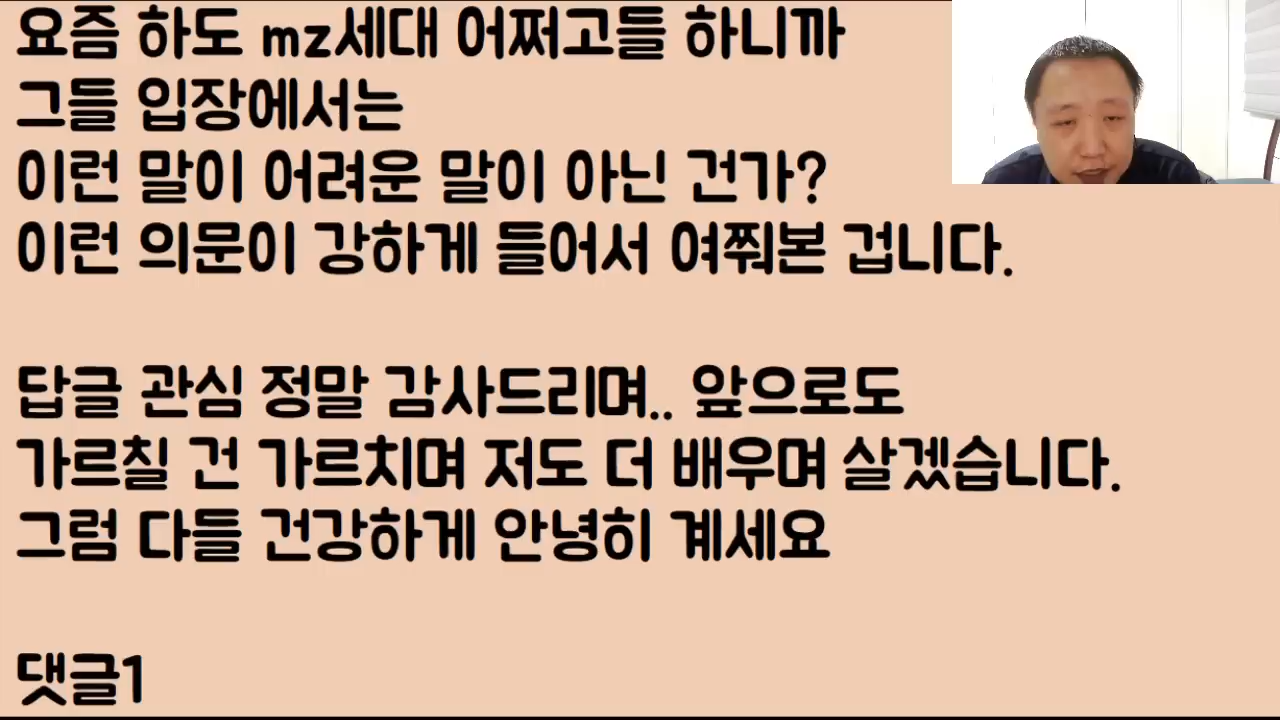 요즘 하도 mz세대 어쩌고들 하니까
그들 입장에서는
이런 말이 어려운 말이 아닌 건가?
이런 의문이 강하게 들어서 여쭤본 겁니다.
답글 관심 정말 감사드리며.. 앞으로도
가르칠 건 가르치며 저도 더 배우며 살겠습니다.
그럼 다들 건강하게 안녕히 계세요
댓글1